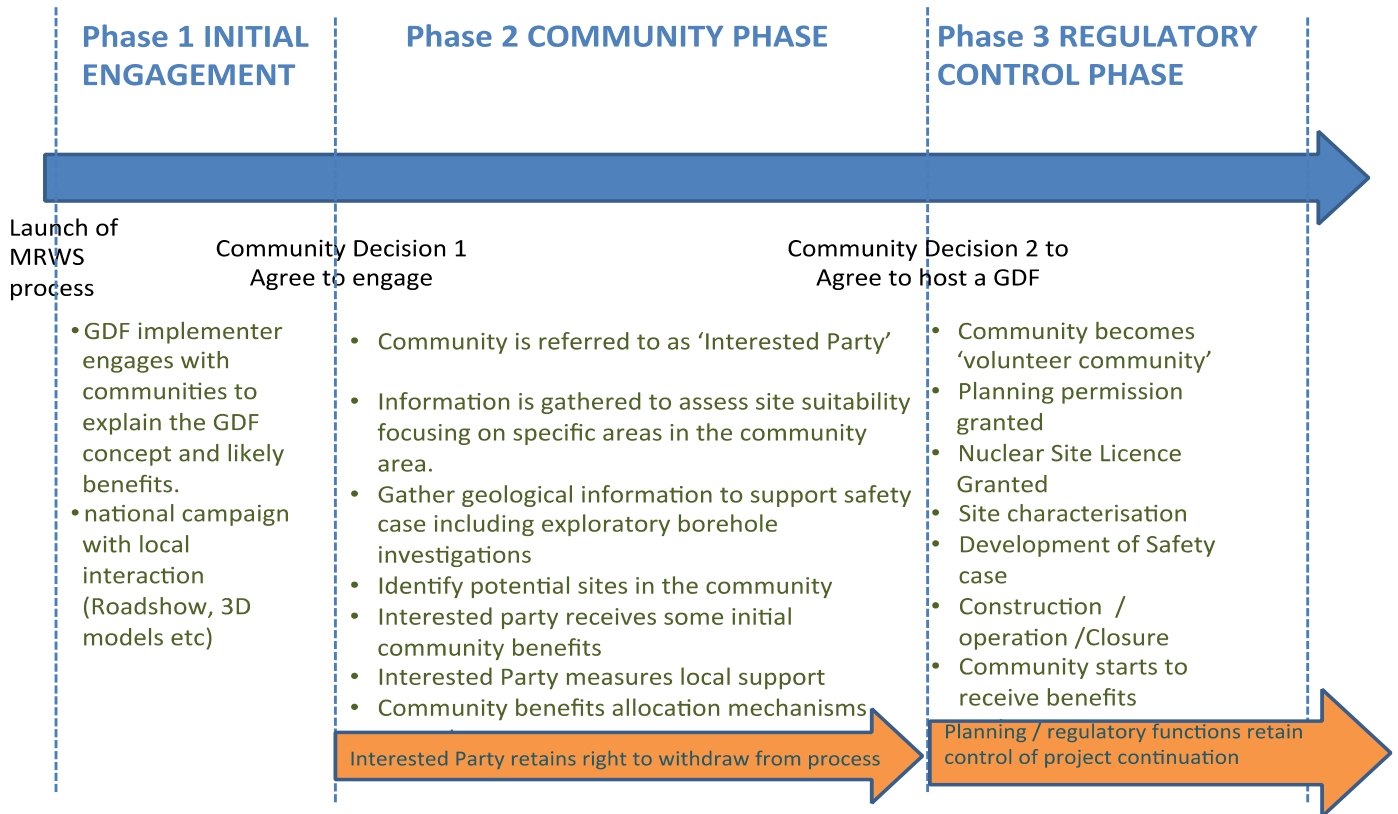 Phase 1 INITIAL
ENGAGEMENT
Phase 2 COMMUNITY PHASE
Phase 3 REGULATORY
CONTROL PHASE
Launch of
MRWS
process
Community Decision 1
Agree to engage
Community Decision 2 to
Agree to host a GDF
•GDF implementer
engages with
communities to
explain the GDF
concept and likely
benefits.
•national campaign
with local
interaction
(Roadshow, 3D
models etc)
• Community is referred to as ‘Interested Party’
• Information is gathered to assess site suitability
focusing on specific areas in the community
area.
• Gather geological information to support safety
case including exploratory borehole
investigations
• Identify potential sites in the community
• Interested party receives some initial
community benefits
• Interested Party measures local support
• Community benefits allocation mechanisms
Interested Party retains right to withdraw from process
• Community becomes
‘volunteer community’
• Planning permission
granted
• Nuclear Site Licence
Granted
• Site characterisation
• Development of Safety
case
• Construction /
operation /Closure
• Community starts to
receive benefits
Planning / regulatory functions retain
control of project continuation